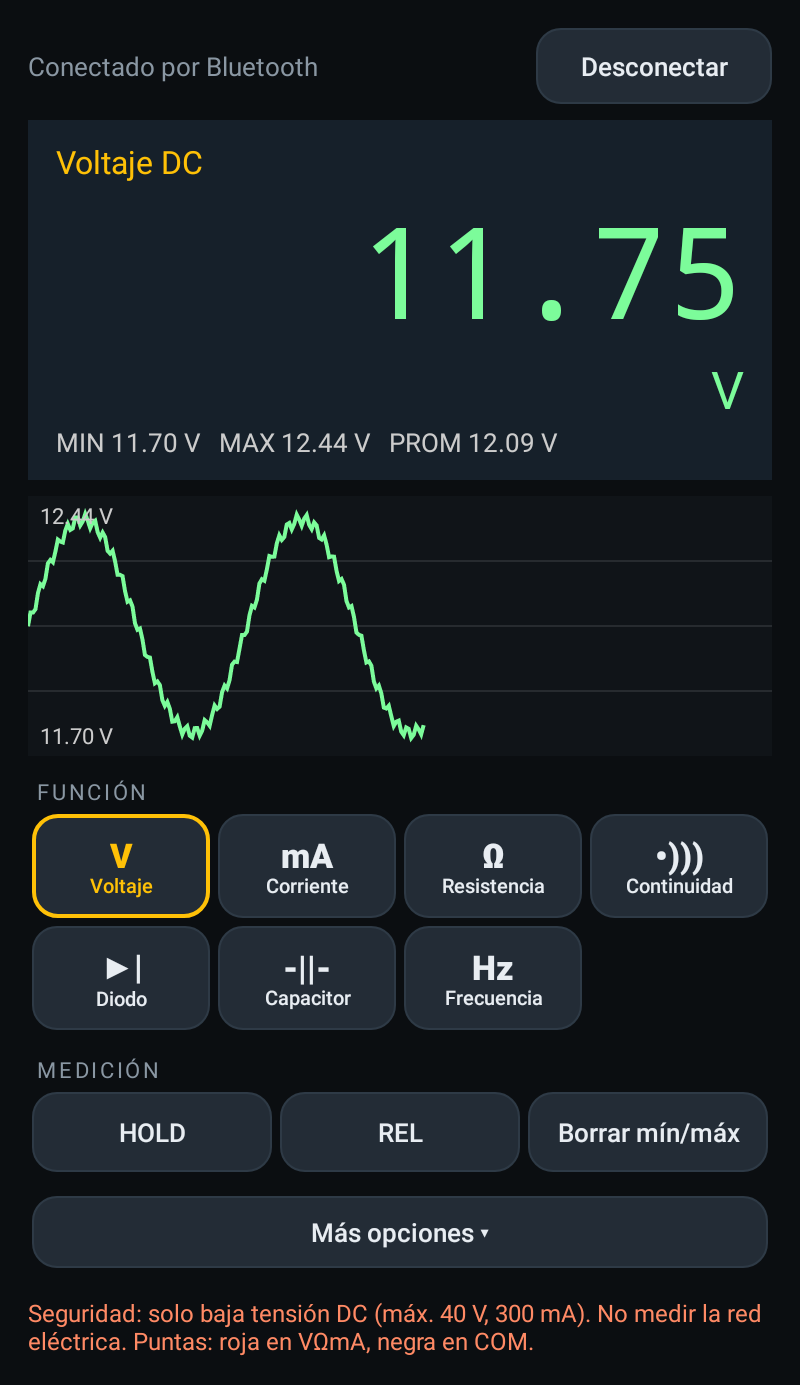 Conectado por Bluetooth
Desconectar
Voltaje DC
11.75
V
MIN 11.70 V MAX 12.44 V PROM 12.09 V
12.44 V
11.70 V
FUNCIÓN
V
Voltaje
mA
Corriente
Ω
Resistencia
•)))
Continuidad
►|
Diodo
-||-
Capacitor
Hz
Frecuencia
MEDICIÓN
HOLD
REL
Borrar mín/máx
Más opciones ▾
Seguridad: solo baja tensión DC (máx. 40 V, 300 mA). No medir la red
eléctrica. Puntas: roja en VΩmA, negra en COM.